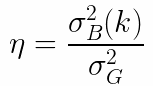 η = σ_B^2(k) / σ_G^2